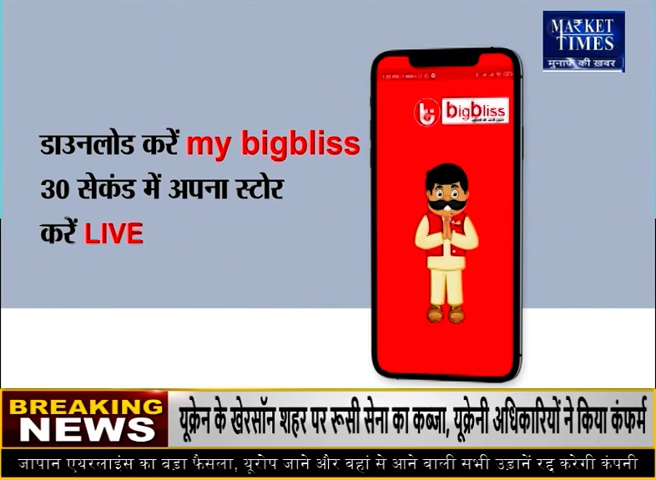 MARKET
TIMES
मुनाफे की ख़बर
bigbliss
डाउनलोड करें my bigbliss
30 सेकंड में अपना स्टोर
करें LIVE
BREAKING
NEWS
यूक्रेन के खेरसॉन शहर पर रूसी सेना का कब्जा, यूक्रेनी अधिकारियों ने किया कंफर्म
जापान एयरलाइंस का बड़ा फैसला, यूरोप जाने और वहां से आने वाली सभी उड़ानें रद्द करेगी कंपनी